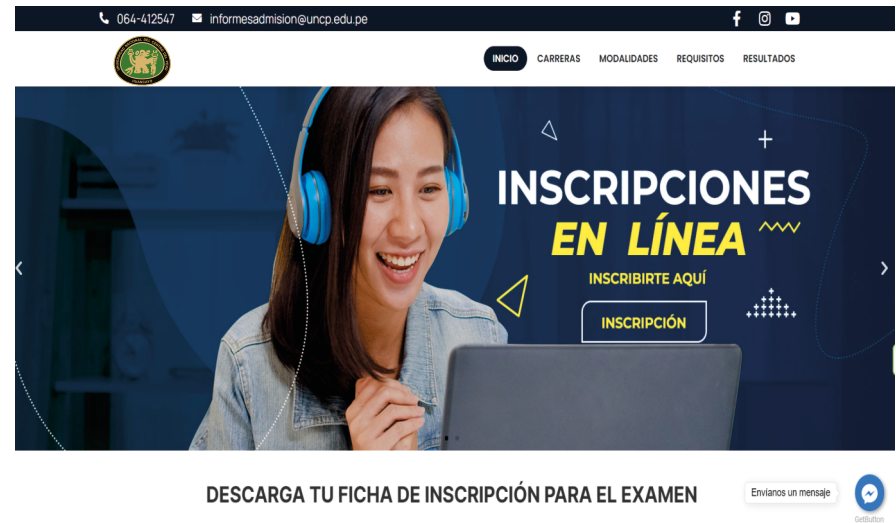 064-412547 informesadmision@uncp.edu.pe
INICIO CARRERAS MODALIDADES REQUISITOS RESULTADOS
INSCRIPCIONES
EN LÍNEA
INSCRIBIRTE AQUÍ
INSCRIPCIÓN
DESCARGA TU FICHA DE INSCRIPCIÓN PARA EL EXAMEN
Envíanos un mensaje
GetButton